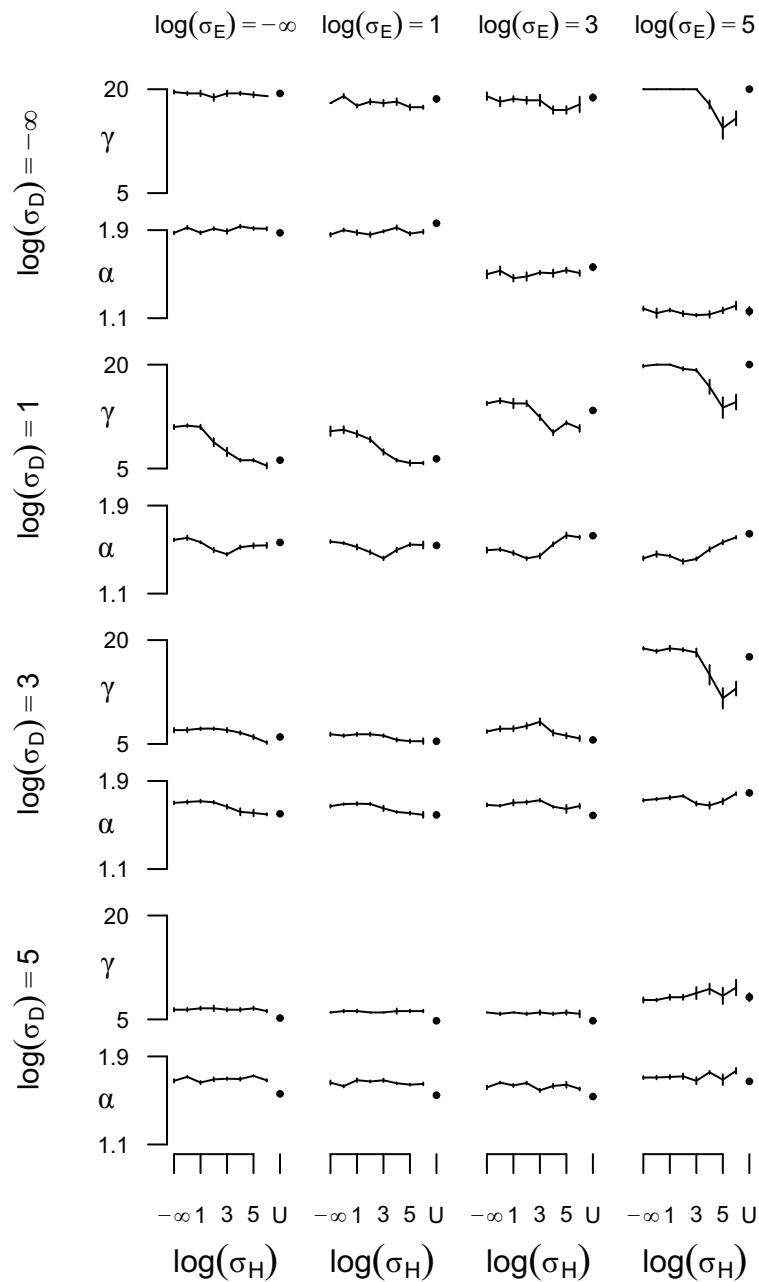 log(σE) = −∞ log(σE) = 1 log(σE) = 3 log(σE) = 5
log(σD) = −∞
20
γ
5
1.9
α
1.1
log(σD) = 1
20
γ
5
1.9
α
1.1
log(σD) = 3
20
γ
5
1.9
α
1.1
log(σD) = 5
20
γ
5
1.9
α
1.1
−∞ 1 3 5 U −∞ 1 3 5 U −∞ 1 3 5 U −∞ 1 3 5 U
log(σH) log(σH) log(σH) log(σH)